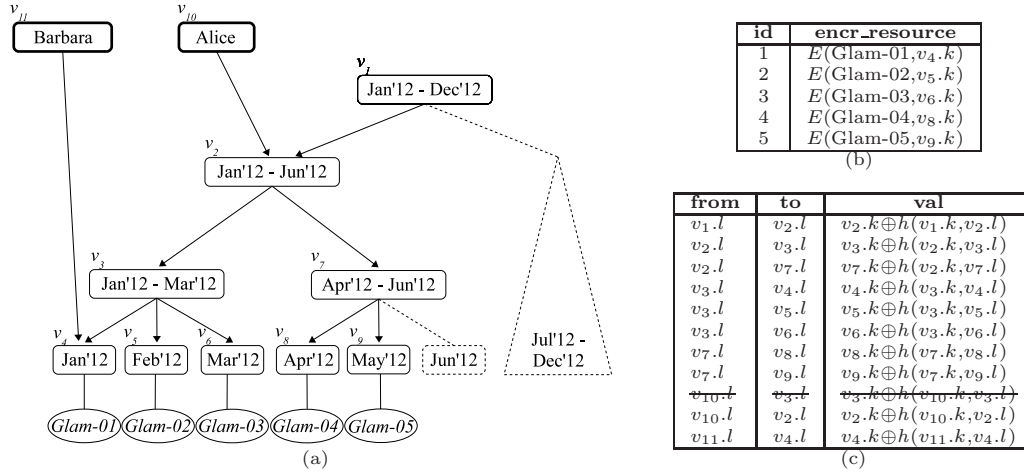 v11
v10
Barbara
Alice
v1
Jan'12 - Dec'12
v2
Jan'12 - Jun'12
v3
v7
Jan'12 - Mar'12
Apr'12 - Jun'12
v4
v5
v6
v8
v9
Jan'12
Feb'12
Mar'12
Apr'12
May'12
Jun'12
Jul'12 -
Dec'12
Glam-01
Glam-02
Glam-03
Glam-04
Glam-05
(a)
id encr_resource
1 E(Glam-01,v4.k)
2 E(Glam-02,v5.k)
3 E(Glam-03,v6.k)
4 E(Glam-04,v8.k)
5 E(Glam-05,v9.k)
(b)
from to val
v1.l v2.l v2.k⊕h(v1.k,v2.l)
v2.l v3.l v3.k⊕h(v2.k,v3.l)
v2.l v7.l v7.k⊕h(v2.k,v7.l)
v3.l v4.l v4.k⊕h(v3.k,v4.l)
v3.l v5.l v5.k⊕h(v3.k,v5.l)
v3.l v6.l v6.k⊕h(v3.k,v6.l)
v7.l v8.l v8.k⊕h(v7.k,v8.l)
v7.l v9.l v9.k⊕h(v7.k,v9.l)
v10.l v3.l v3.k⊕h(v10.k,v3.l)
v10.l v2.l v2.k⊕h(v10.k,v2.l)
v11.l v4.l v4.k⊕h(v11.k,v4.l)
(c)